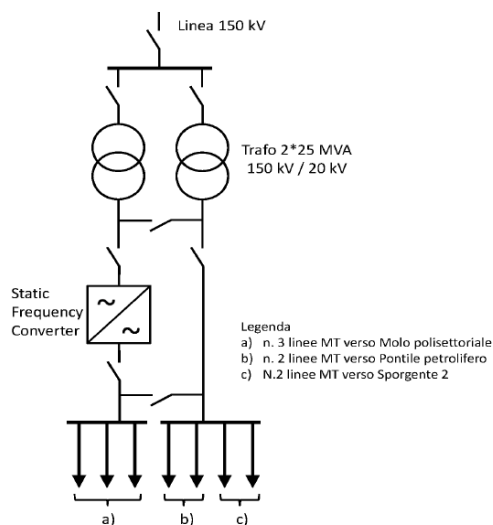 Linea 150 kV
Trafo 2*25 MVA
150 kV / 20 kV
Static
Frequency
Converter
~
~
Legenda
a) n. 3 linee MT verso Molo polisettoriale
b) n. 2 linee MT verso Pontile petrolifero
c) N.2 linee MT verso Sporgente 2
a) b) c)